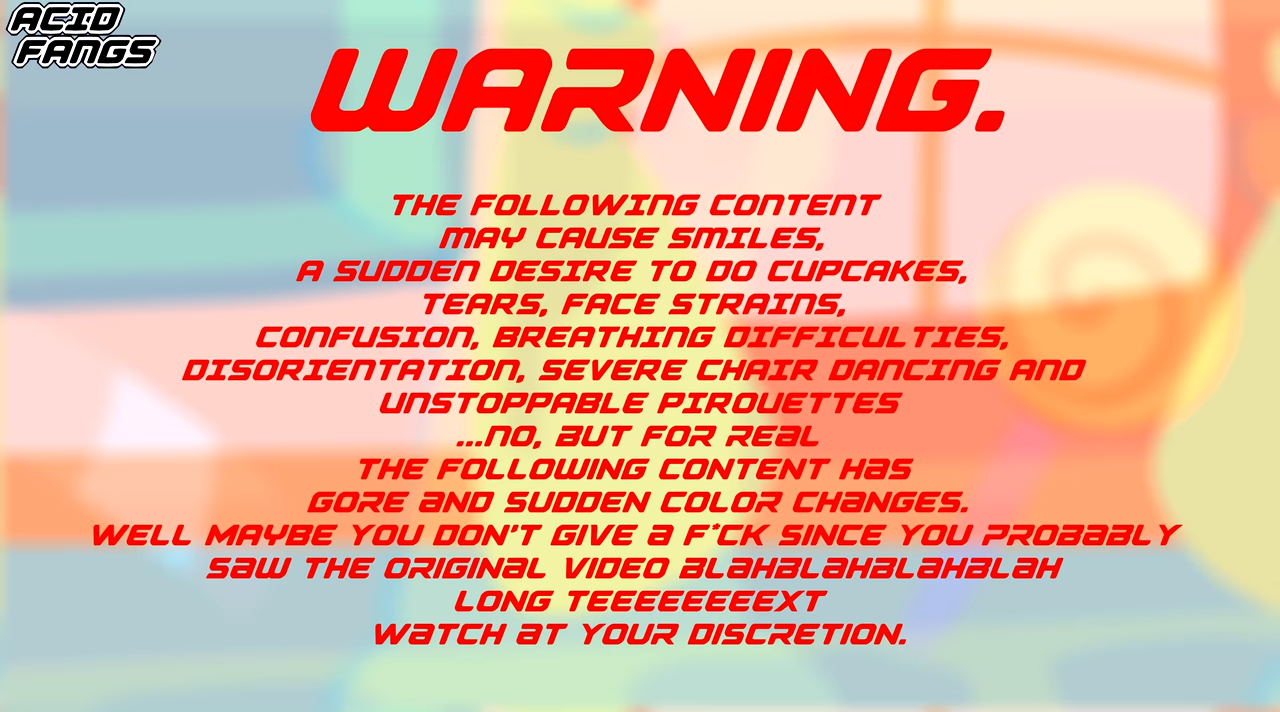 ACID
FANGS
WARNING.
THE FOLLOWING CONTENT
MAY CAUSE SMILES,
A SUDDEN DESIRE TO DO CUPCAKES,
TEARS, FACE STRAINS,
CONFUSION, BREATHING DIFFICULTIES,
DISORIENTATION, SEVERE CHAIR DANCING AND
UNSTOPPABLE PIROUETTES
...NO, BUT FOR REaL
THE FOLLOWING CONTENT HaS
GORE aND SUDDEN COLOR CHaNGES.
WELL MAYBE YOU DON'T GIVE a F*CK SINCE YOU PROBaBLY
SaW THE ORIGINaL VIDEO BLaHBLaHBLaHBLaH
LONG TEEEEEEEEXT
WaTCH aT YOUR DISCRETION.